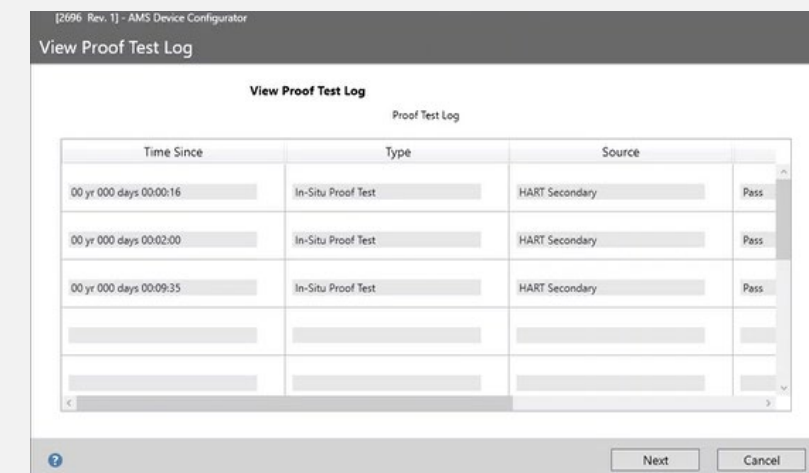 [2696 Rev. 1] - AMS Device Configurator
View Proof Test Log
View Proof Test Log
Proof Test Log
Time Since Type Source
00 yr 000 days 00:00:16 In-Situ Proof Test HART Secondary Pass
00 yr 000 days 00:02:00 In-Situ Proof Test HART Secondary Pass
00 yr 000 days 00:09:35 In-Situ Proof Test HART Secondary Pass
? Next Cancel